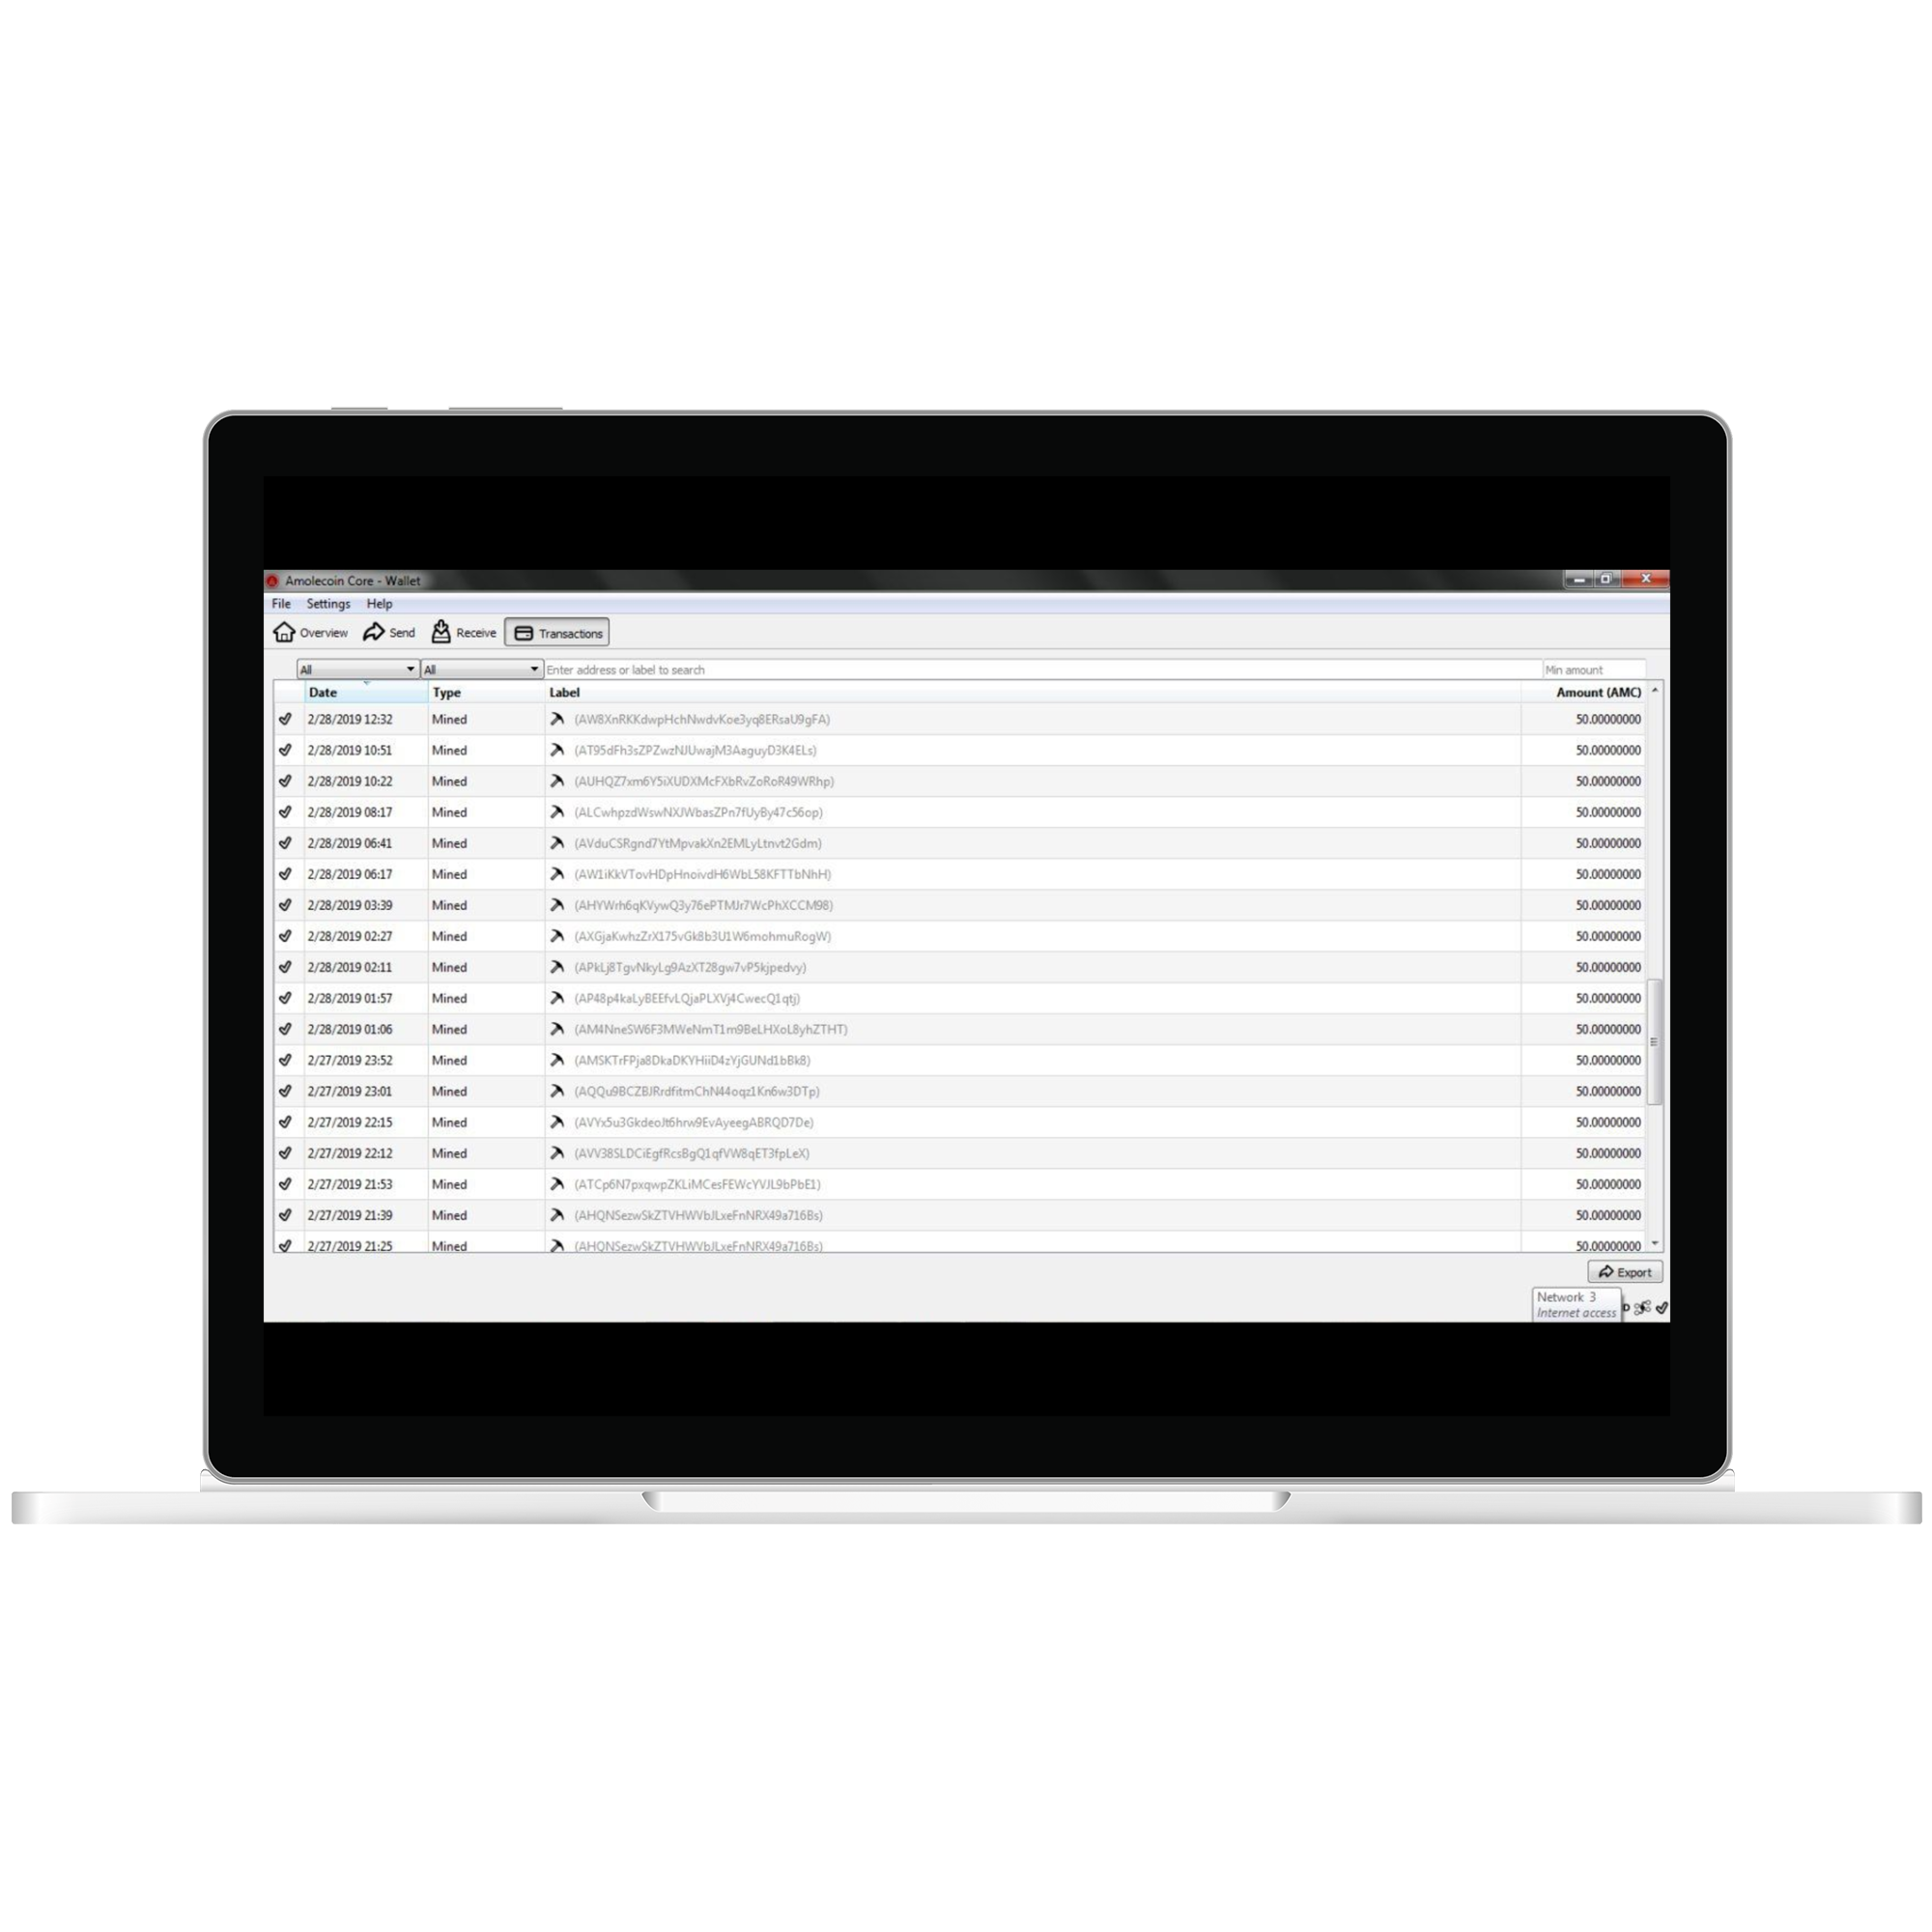 Amolecoin Core - Wallet
File Settings Help
Overview Send Receive Transactions
All All Enter address or label to search Min amount
Date Type Label Amount (AMC)
2/28/2019 12:32 Mined (AW8XnRKKdwpHchNwdvKoe3yq8ERsaU9gFA) 50.00000000
2/28/2019 10:51 Mined (AT95dFh3sZPZwzNJUwajM3AaguyD3K4ELs) 50.00000000
2/28/2019 10:22 Mined (AUHQZ7xm6Y5iXUDXMcFXbRvZoRoR49WRhp) 50.00000000
2/28/2019 08:17 Mined (ALCwhpzdWswNXJWbasZPn7fUyBy47c56op) 50.00000000
2/28/2019 06:41 Mined (AVduCSRgnd7YtMpvakXn2EMLyLtnvt2Gdm) 50.00000000
2/28/2019 06:17 Mined (AW1iKkVTovHDpHnoivdH6WbL58KFTTbNhH) 50.00000000
2/28/2019 03:39 Mined (AHYWrh6qKVywQ3y76ePTMJr7WcPhXCCM98) 50.00000000
2/28/2019 02:27 Mined (AXGjaKwhzZrX175vGk8b3U1W6mohmuRogW) 50.00000000
2/28/2019 02:11 Mined (APkLj8TgvNkyLg9AzXT28gw7vP5kjpedvy) 50.00000000
2/28/2019 01:57 Mined (AP48p4kaLyBEEfvLQjaPLXVj4CwecQ1qtj) 50.00000000
2/28/2019 01:06 Mined (AM4NneSW6F3MWeNmT1m9BeLHXoL8yhZTHT) 50.00000000
2/27/2019 23:52 Mined (AMSKTrFPja8DkaDKYHiiD4zYjGUNd1bBk8) 50.00000000
2/27/2019 23:01 Mined (AQQu9BCZBJRrdfitmChN44oqz1Kn6w3DTp) 50.00000000
2/27/2019 22:15 Mined (AVYx5u3GkdeoJt6hrw9EvAyeegABRQD7De) 50.00000000
2/27/2019 22:12 Mined (AVV38SLDCiEgfRcsBgQ1qfVW8qET3fpLeX) 50.00000000
2/27/2019 21:53 Mined (ATCp6N7pxqwpZKLiMCesFEWcYVJL9bPbE1) 50.00000000
2/27/2019 21:39 Mined (AHQNSezwSkZTVHWVbJLxeFnNRX49a716Bs) 50.00000000
2/27/2019 21:25 Mined (AHQNSezwSkZTVHWVbJLxeFnNRX49a716Bs) 50.00000000
Export
Network 3
Internet access